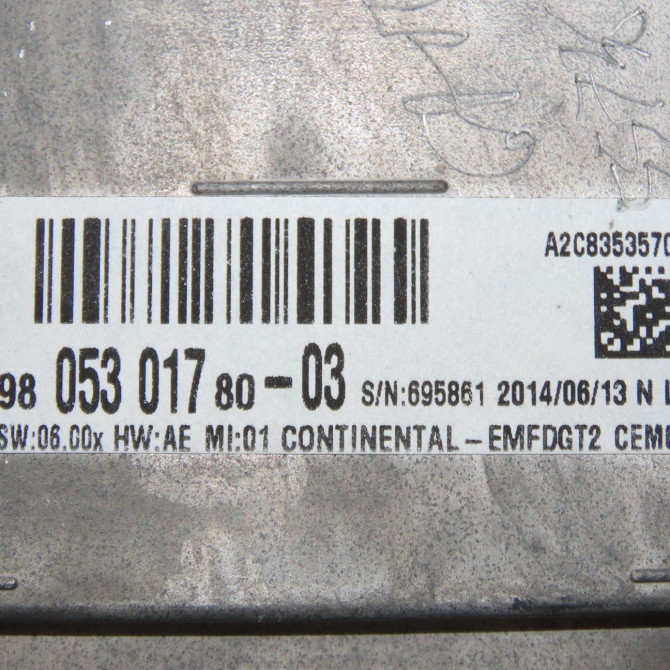 A2C8353570
98 053 017 80-03 S/N:695861 2014/06/13 N L
SW:06.00x HW:AE MI:01 CONTINENTAL-EMFDGT2 CEM